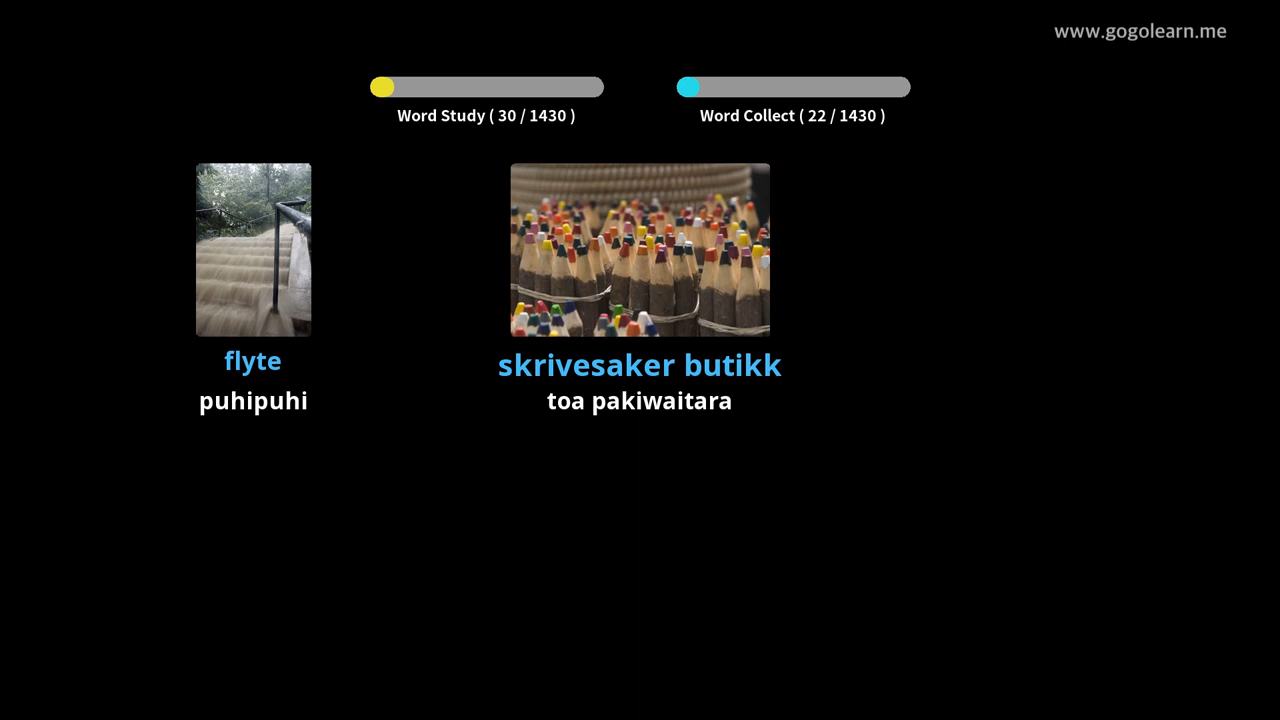 www.gogolearn.me
Word Study ( 30 / 1430 )
Word Collect ( 22 / 1430 )
flyte
puhipuhi
skrivesaker butikk
toa pakiwaitara